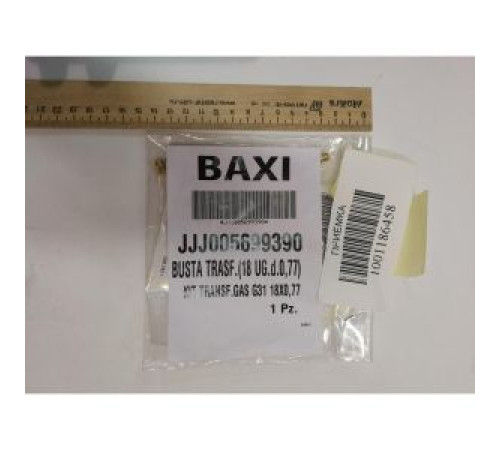 BAXI
JJJ005699390
BUSTA TRASF.(18 UG.d.0,77)
KIT TRANSF.GAS G31 18X0,77
1 Pz.
ПРИЕМКА
1001186458